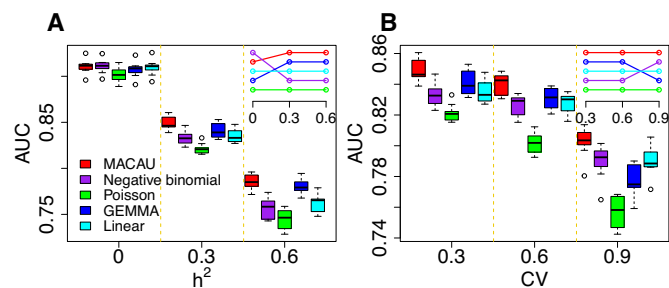 A
B
AUC
0.85
0.75
0 0.3 0.6
MACAU
Negative binomial
Poisson
GEMMA
Linear
0 0.3 0.6
h²
AUC
0.86
0.82
0.78
0.74
0.3 0.6 0.9
0.3 0.6 0.9
CV